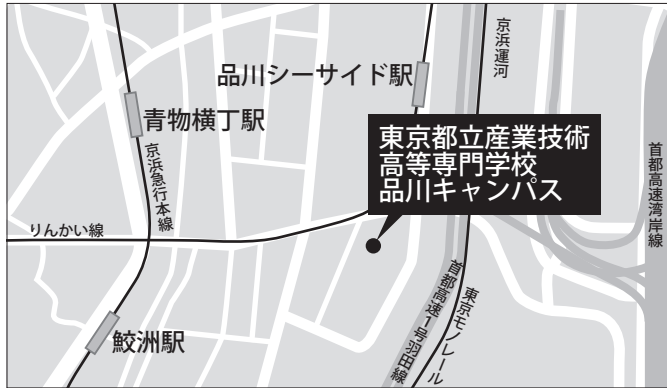 京浜運河
品川シーサイド駅
青物横丁駅
東京都立産業技術
高等専門学校
品川キャンパス
京浜急行本線
首都高速湾岸線
りんかい線
東京モノレール
首都高速1号羽田線
鮫洲駅